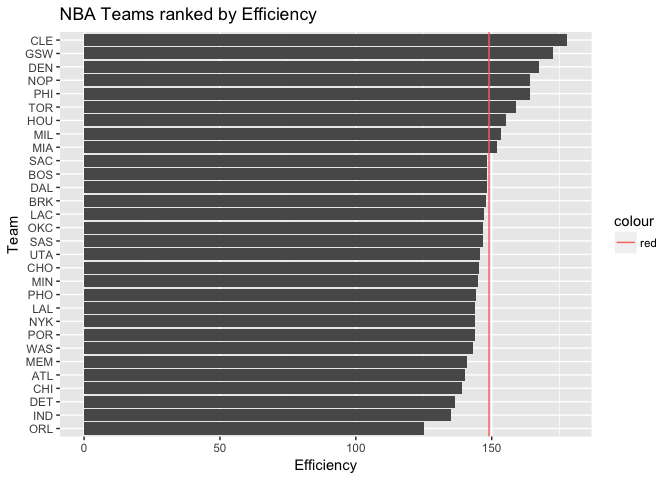 NBA Teams ranked by Efficiency
CLE
GSW
DEN
NOP
PHI
TOR
HOU
MIL
MIA
SAC
BOS
DAL
BRK
LAC
OKC
SAS
UTA
CHO
MIN
PHO
LAL
NYK
POR
WAS
MEM
ATL
CHI
DET
IND
ORL
Team
0 50 100 150
Efficiency
colour
red